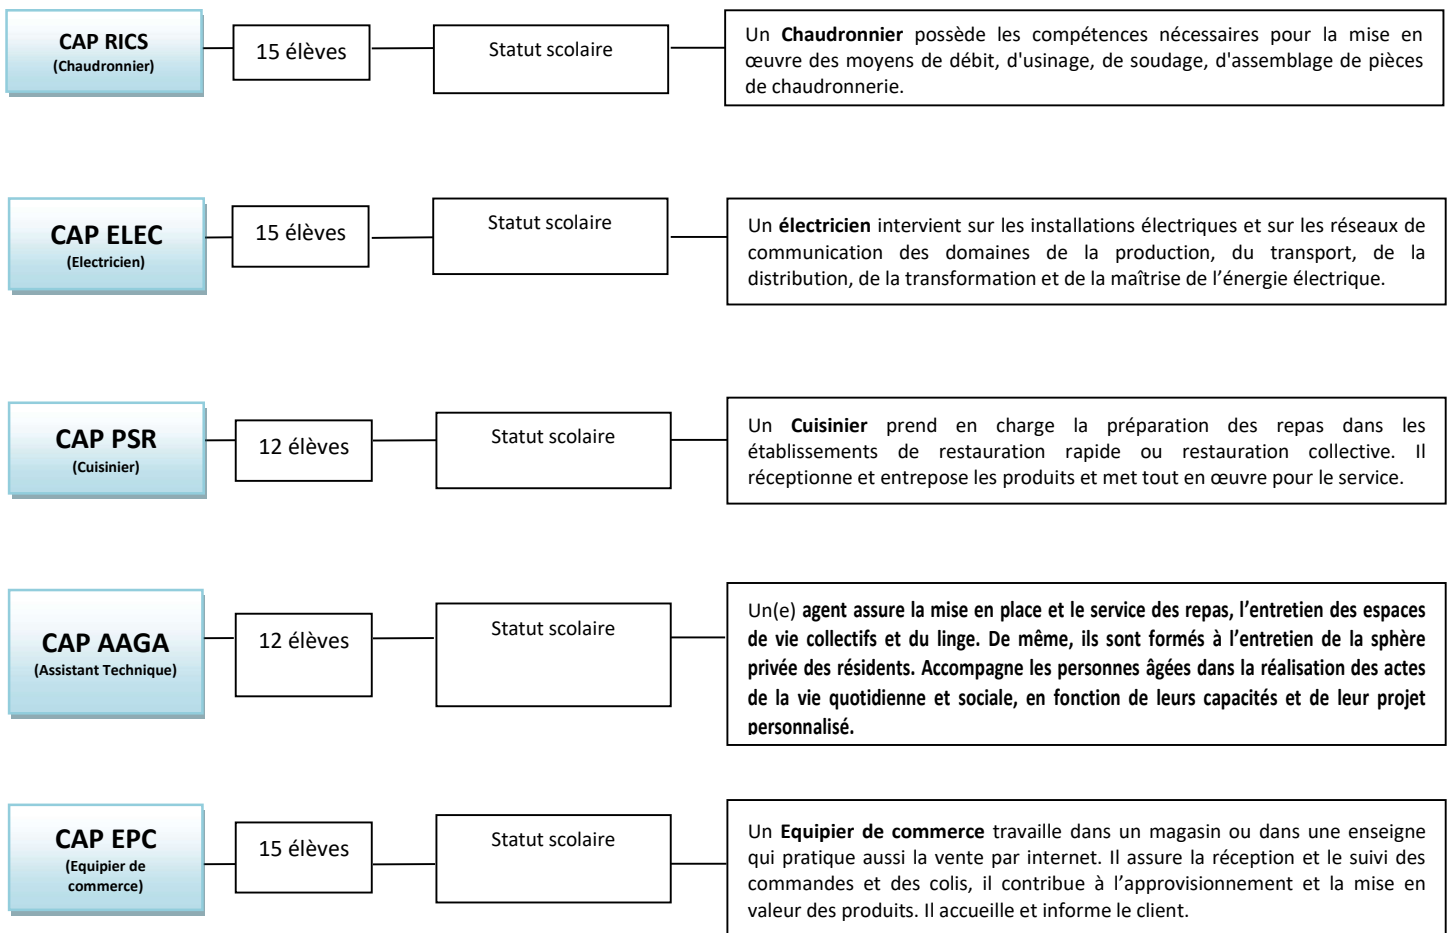 CAP RICS
(Chaudronnier)
15 élèves
Statut scolaire
Un Chaudronnier possède les compétences nécessaires pour la mise en
œuvre des moyens de débit, d'usinage, de soudage, d'assemblage de pièces
de chaudronnerie.
CAP ELEC
(Electricien)
15 élèves
Statut scolaire
Un électricien intervient sur les installations électriques et sur les réseaux de
communication des domaines de la production, du transport, de la
distribution, de la transformation et de la maîtrise de l’énergie électrique.
CAP PSR
(Cuisinier)
12 élèves
Statut scolaire
Un Cuisinier prend en charge la préparation des repas dans les
établissements de restauration rapide ou restauration collective. Il
réceptionne et entrepose les produits et met tout en œuvre pour le service.
CAP AAGA
(Assistant Technique)
12 élèves
Statut scolaire
Un(e) agent assure la mise en place et le service des repas, l’entretien des espaces
de vie collectifs et du linge. De même, ils sont formés à l’entretien de la sphère
privée des résidents. Accompagne les personnes âgées dans la réalisation des actes
de la vie quotidienne et sociale, en fonction de leurs capacités et de leur projet
personnalisé.
CAP EPC
(Equipier de
commerce)
15 élèves
Statut scolaire
Un Equipier de commerce travaille dans un magasin ou dans une enseigne
qui pratique aussi la vente par internet. Il assure la réception et le suivi des
commandes et des colis, il contribue à l’approvisionnement et la mise en
valeur des produits. Il accueille et informe le client.